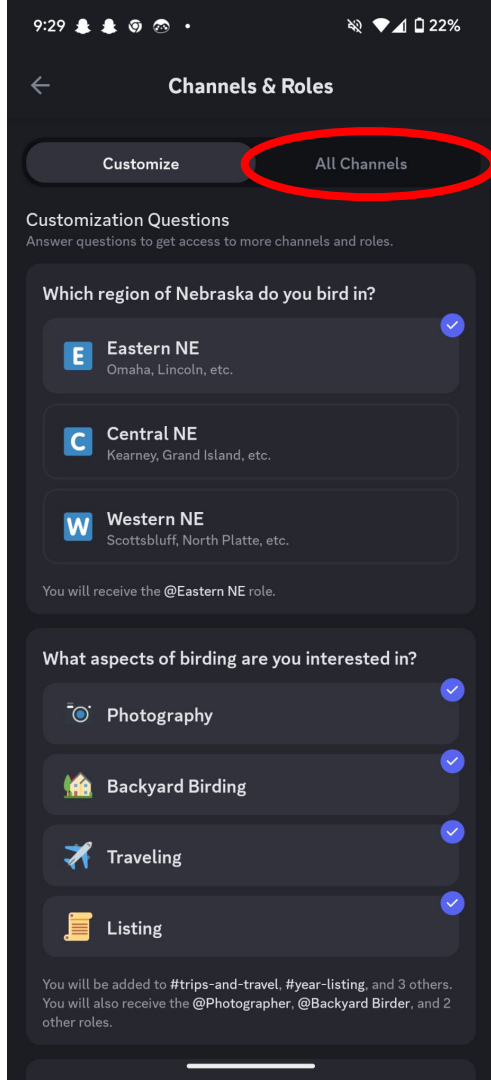 9:29 22%
Channels & Roles
Customize All Channels
Customization Questions
Answer questions to get access to more channels and roles.
Which region of Nebraska do you bird in?
E Eastern NE
Omaha, Lincoln, etc.
C Central NE
Kearney, Grand Island, etc.
W Western NE
Scottsbluff, North Platte, etc.
You will receive the @Eastern NE role.
What aspects of birding are you interested in?
Photography
Backyard Birding
Traveling
Listing
You will be added to #trips-and-travel, #year-listing, and 3 others.
You will also receive the @Photographer, @Backyard Birder, and 2
other roles.